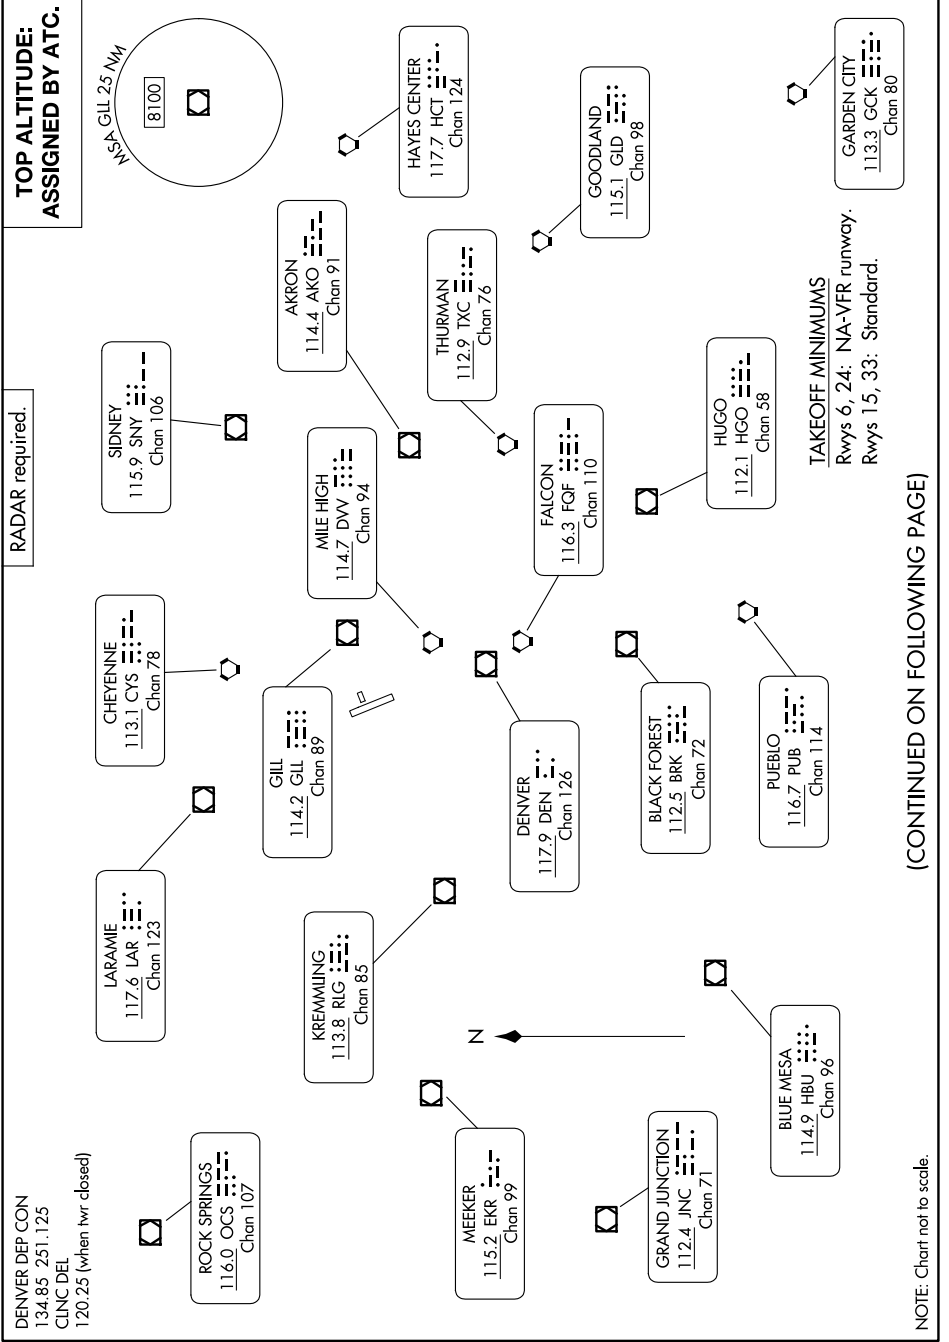 DENVER DEP CON
134.85 251.125
CLNC DEL
120.25 (when twr closed)
RADAR required.
TOP ALTITUDE:
ASSIGNED BY ATC.
MSA GLL 25 NM
8100
ROCK SPRINGS
116.0 OCS
Chan 107
LARAMIE
117.6 LAR
Chan 123
CHEYENNE
113.1 CYS
Chan 78
SIDNEY
115.9 SNY
Chan 106
GILL
114.2 GLL
Chan 89
AKRON
114.4 AKO
Chan 91
KREMMLING
113.8 RLG
Chan 85
MILE HIGH
114.7 DVV
Chan 94
HAYES CENTER
117.7 HCT
Chan 124
THURMAN
112.9 TXC
Chan 76
N
MEEKER
115.2 EKR
Chan 99
DENVER
117.9 DEN
Chan 126
FALCON
116.3 FQF
Chan 110
GOODLAND
115.1 GLD
Chan 98
GRAND JUNCTION
112.4 JNC
Chan 71
BLACK FOREST
112.5 BRK
Chan 72
HUGO
112.1 HGO
Chan 58
BLUE MESA
114.9 HBU
Chan 96
PUEBLO
116.7 PUB
Chan 114
GARDEN CITY
113.3 GCK
Chan 80
TAKEOFF MINIMUMS
Rwys 6, 24: NA-VFR runway.
Rwys 15, 33: Standard.
NOTE: Chart not to scale.
(CONTINUED ON FOLLOWING PAGE)